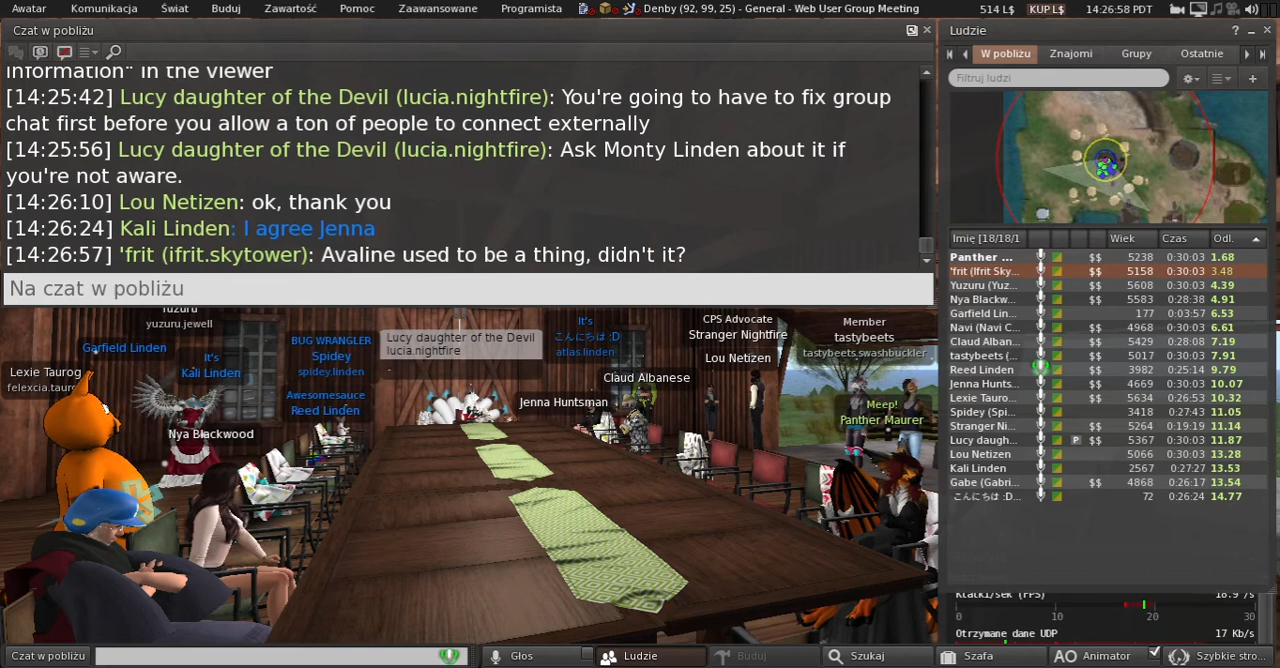 Awatar Komunikacja Świat Buduj Zawartość Pomoc Zaawansowane Programista Denby (92, 99, 25) - General - Web User Group Meeting 514 L$ KUP L$ 14:26:58 PDT
Czat w pobliżu
information" in the viewer
[14:25:42] Lucy daughter of the Devil (lucia.nightfire): You're going to have to fix group
chat first before you allow a ton of people to connect externally
[14:25:56] Lucy daughter of the Devil (lucia.nightfire): Ask Monty Linden about it if
you're not aware.
[14:26:10] Lou Netizen: ok, thank you
[14:26:24] Kali Linden: I agree Jenna
[14:26:57] 'frit (ifrit.skytower): Avaline used to be a thing, didn't it?
Na czat w pobliżu
Yuzuru
yuzuru.jewell
Garfield Linden
It's
Kali Linden
Lexie Taurog
felexcia.taurog
Nya Blackwood
BUG WRANGLER
Spidey
spidey.linden
Awesomesauce
Reed Linden
Lucy daughter of the Devil
lucia.nightfire
It's
こんにちは :D
atlas.linden
Claud Albanese
Jenna Huntsman
CPS Advocate
Stranger Nightfire
Lou Netizen
Member
tastybeets
tastybeets.swashbuckler
Meep!
Panther Maurer
Ludzie
W pobliżu Znajomi Grupy Ostatnie
Filtruj ludzi
Imię [18/18/1 Wiek Czas Odl.
Panther ... $$ 5238 0:30:03 1.68
'frit (Ifrit Sky... $$ 5158 0:30:03 3.48
Yuzuru (Yuz... $$ 5608 0:30:03 4.39
Nya Blackw... $$ 5583 0:28:38 4.91
Garfield Lin... 177 0:03:57 6.53
Navi (Navi C... $$ 4968 0:30:03 6.61
Claud Alban... $$ 5429 0:28:08 7.19
tastybeets (... $$ 5017 0:30:03 7.91
Reed Linden $$ 3982 0:25:14 9.79
Jenna Hunts... $$ 4669 0:30:03 10.07
Lexie Tauro... $$ 5634 0:26:53 10.32
Spidey (Spi... $$ 3418 0:27:43 11.05
Stranger Ni... $$ 5264 0:19:19 11.14
Lucy daugh... P $$ 5367 0:30:03 11.87
Lou Netizen 5066 0:30:03 13.28
Kali Linden 2567 0:27:27 13.53
Gabe (Gabri... $$ 4868 0:26:17 13.54
こんにちは :D... 72 0:26:24 14.77
Klatki/sek (FPS) 18.9 /s
0 10 20 30
Otrzymane dane UDP 17 Kb/s
Czat w pobliżu Głos Ludzie Buduj Szukaj Szafa AO Animator Szybkie stro...